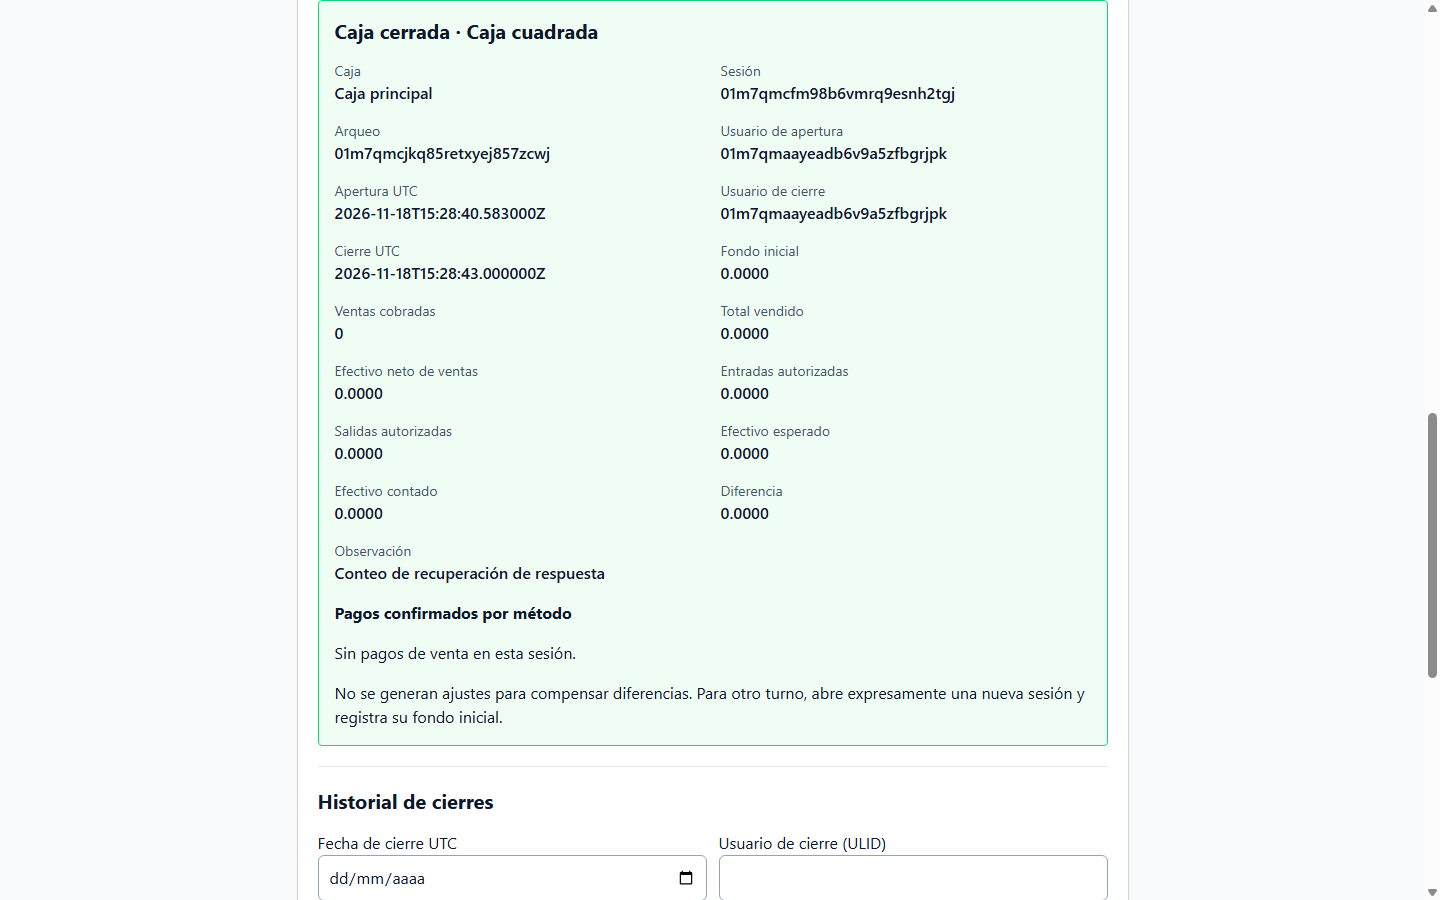 Caja cerrada · Caja cuadrada
Caja
Caja principal
Sesión
01m7qmcfm98b6vmrq9esnh2tgj
Arqueo
01m7qmcjkq85retxyej857zcwj
Usuario de apertura
01m7qmaayeadb6v9a5zfbgrjpk
Apertura UTC
2026-11-18T15:28:40.583000Z
Usuario de cierre
01m7qmaayeadb6v9a5zfbgrjpk
Cierre UTC
2026-11-18T15:28:43.000000Z
Fondo inicial
0.0000
Ventas cobradas
0
Total vendido
0.0000
Efectivo neto de ventas
0.0000
Entradas autorizadas
0.0000
Salidas autorizadas
0.0000
Efectivo esperado
0.0000
Efectivo contado
0.0000
Diferencia
0.0000
Observación
Conteo de recuperación de respuesta
Pagos confirmados por método
Sin pagos de venta en esta sesión.
No se generan ajustes para compensar diferencias. Para otro turno, abre expresamente una nueva sesión y
registra su fondo inicial.
Historial de cierres
Fecha de cierre UTC
dd/mm/aaaa
Usuario de cierre (ULID)